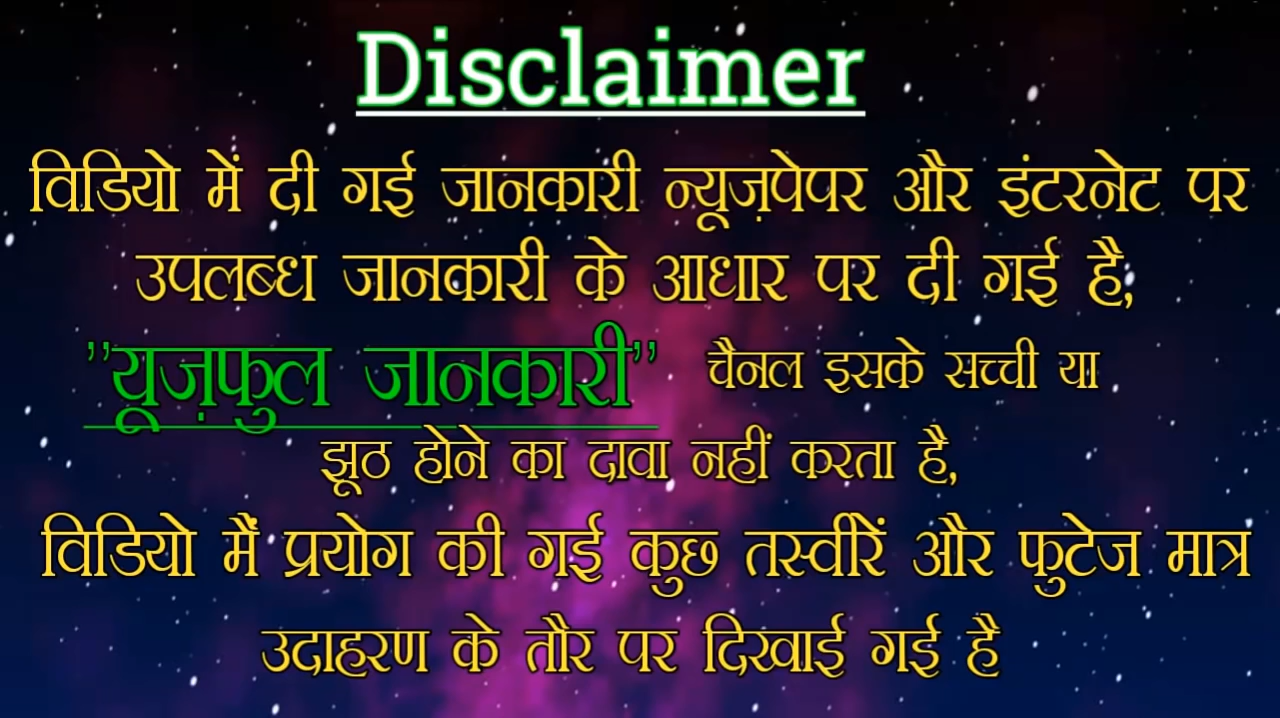 Disclaimer
विडियो में दी गई जानकारी न्यूज़पेपर और इंटरनेट पर
उपलब्ध जानकारी के आधार पर दी गई है,
"यूज़फुल जानकारी" चैनल इसके सच्ची या
झूठ होने का दावा नहीं करता है,
विडियो मैं प्रयोग की गई कुछ तस्वीरें और फुटेज मात्र
उदाहरण के तौर पर दिखाई गई है